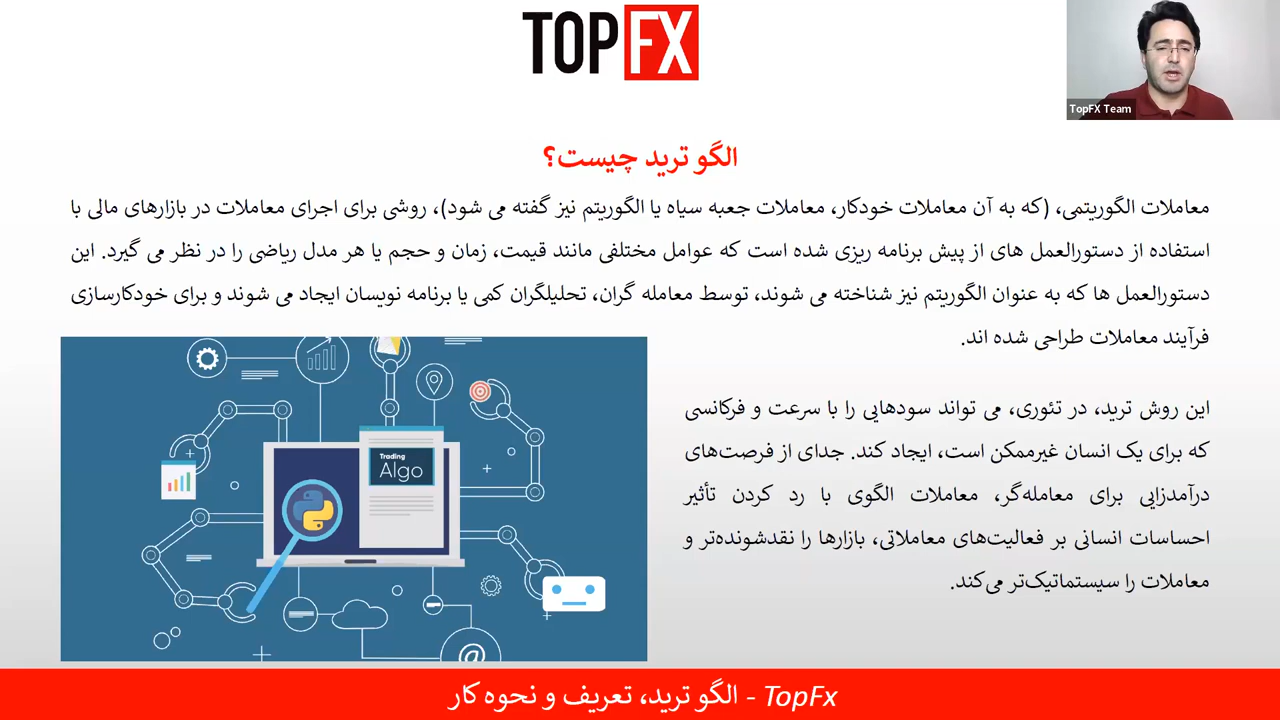 TOPFX
TopFX Team
الگو ترید چیست؟
معاملات الگوریتمی، (که به آن معاملات خودکار، معاملات جعبه سیاه یا الگوریتم نیز گفته می شود)، روشی برای اجرای معاملات در بازارهای مالی با
استفاده از دستورالعمل های از پیش برنامه ریزی شده است که عوامل مختلفی مانند قیمت، زمان و حجم یا هر مدل ریاضی را در نظر می گیرد. این
دستورالعمل ها که به عنوان الگوریتم نیز شناخته می شوند، توسط معامله گران، تحلیلگران کمی یا برنامه نویسان ایجاد می شوند و برای خودکارسازی
فرآیند معاملات طراحی شده اند.
این روش ترید، در تئوری، می تواند سودهایی را با سرعت و فرکانسی
که برای یک انسان غیرممکن است، ایجاد کند. جدای از فرصت‌های
درآمدزایی برای معامله‌گر، معاملات الگوی با رد کردن تأثیر
احساسات انسانی بر فعالیت‌های معاملاتی، بازارها را نقدشونده‌تر و
معاملات را سیستماتیک‌تر می‌کند.
Trading
Algo
@
TopFx - الگو ترید، تعریف و نحوه کار